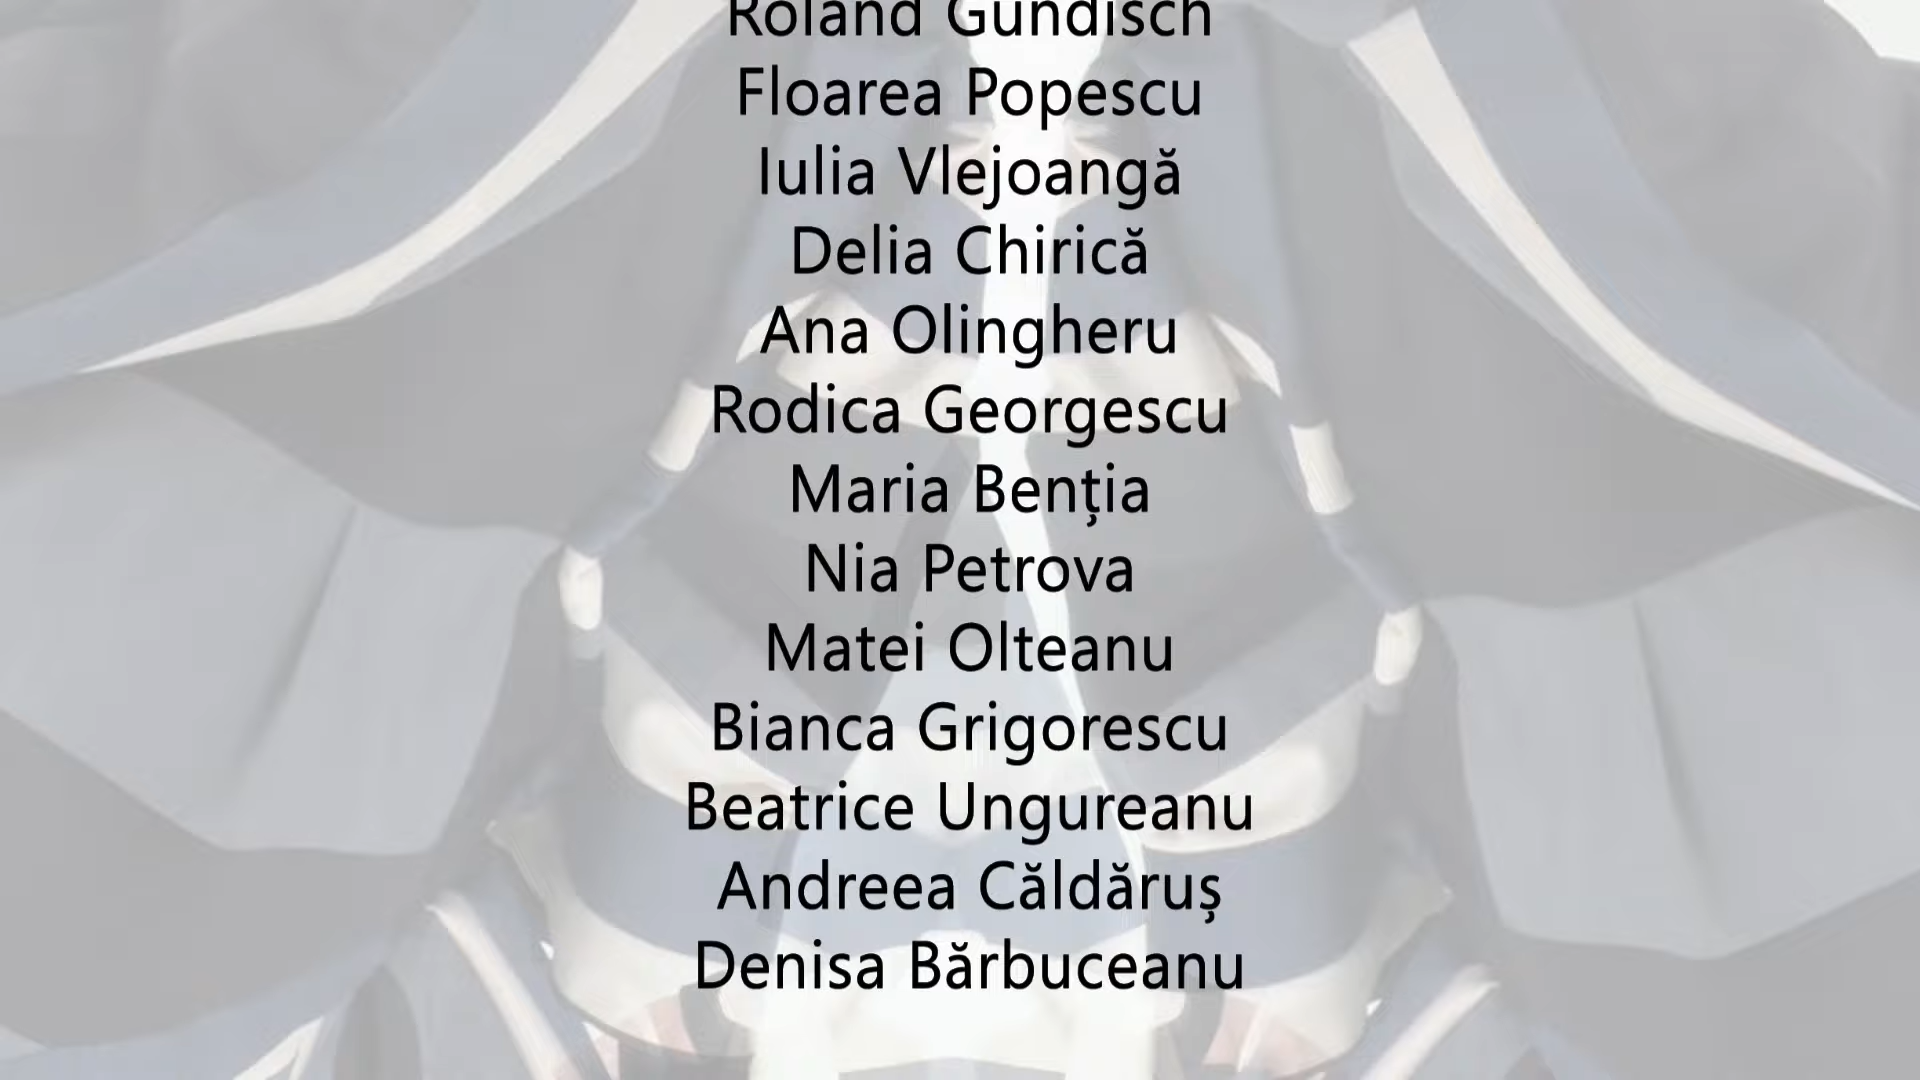 Roland Gundisch
Floarea Popescu
Iulia Vlejoangă
Delia Chirică
Ana Olingheru
Rodica Georgescu
Maria Benția
Nia Petrova
Matei Olteanu
Bianca Grigorescu
Beatrice Ungureanu
Andreea Căldăruș
Denisa Bărbuceanu